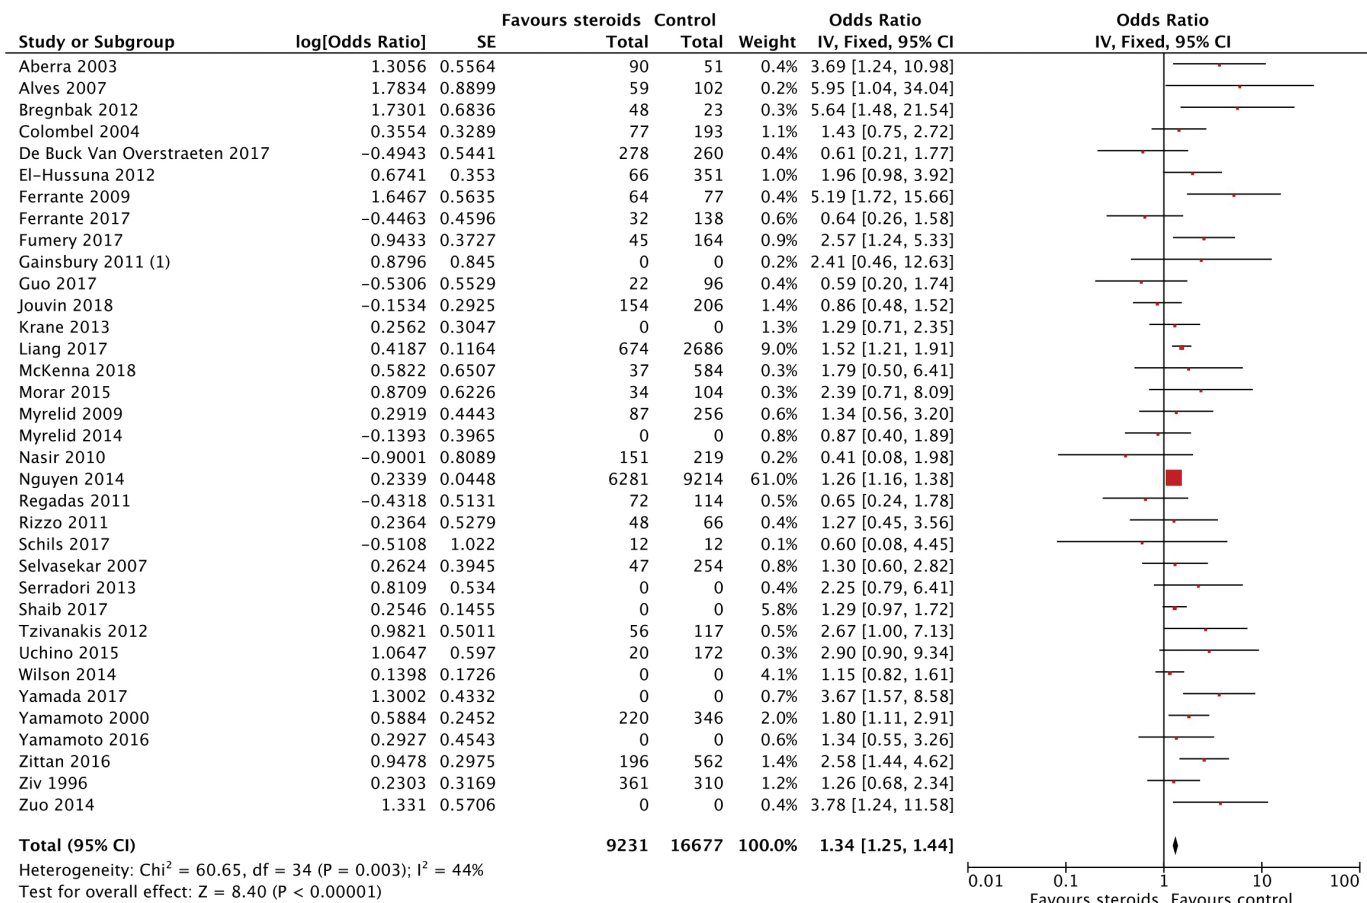 Favours steroids Control Odds Ratio Odds Ratio
Study or Subgroup log[Odds Ratio] SE Total Total Weight IV, Fixed, 95% CI IV, Fixed, 95% CI
Aberra 2003 1.3056 0.5564 90 51 0.4% 3.69 [1.24, 10.98]
Alves 2007 1.7834 0.8899 59 102 0.2% 5.95 [1.04, 34.04]
Bregnbak 2012 1.7301 0.6836 48 23 0.3% 5.64 [1.48, 21.54]
Colombel 2004 0.3554 0.3289 77 193 1.1% 1.43 [0.75, 2.72]
De Buck Van Overstraeten 2017 −0.4943 0.5441 278 260 0.4% 0.61 [0.21, 1.77]
El−Hussuna 2012 0.6741 0.353 66 351 1.0% 1.96 [0.98, 3.92]
Ferrante 2009 1.6467 0.5635 64 77 0.4% 5.19 [1.72, 15.66]
Ferrante 2017 −0.4463 0.4596 32 138 0.6% 0.64 [0.26, 1.58]
Fumery 2017 0.9433 0.3727 45 164 0.9% 2.57 [1.24, 5.33]
Gainsbury 2011 (1) 0.8796 0.845 0 0 0.2% 2.41 [0.46, 12.63]
Guo 2017 −0.5306 0.5529 22 96 0.4% 0.59 [0.20, 1.74]
Jouvin 2018 −0.1534 0.2925 154 206 1.4% 0.86 [0.48, 1.52]
Krane 2013 0.2562 0.3047 0 0 1.3% 1.29 [0.71, 2.35]
Liang 2017 0.4187 0.1164 674 2686 9.0% 1.52 [1.21, 1.91]
McKenna 2018 0.5822 0.6507 37 584 0.3% 1.79 [0.50, 6.41]
Morar 2015 0.8709 0.6226 34 104 0.3% 2.39 [0.71, 8.09]
Myrelid 2009 0.2919 0.4443 87 256 0.6% 1.34 [0.56, 3.20]
Myrelid 2014 −0.1393 0.3965 0 0 0.8% 0.87 [0.40, 1.89]
Nasir 2010 −0.9001 0.8089 151 219 0.2% 0.41 [0.08, 1.98]
Nguyen 2014 0.2339 0.0448 6281 9214 61.0% 1.26 [1.16, 1.38]
Regadas 2011 −0.4318 0.5131 72 114 0.5% 0.65 [0.24, 1.78]
Rizzo 2011 0.2364 0.5279 48 66 0.4% 1.27 [0.45, 3.56]
Schils 2017 −0.5108 1.022 12 12 0.1% 0.60 [0.08, 4.45]
Selvasekar 2007 0.2624 0.3945 47 254 0.8% 1.30 [0.60, 2.82]
Serradori 2013 0.8109 0.534 0 0 0.4% 2.25 [0.79, 6.41]
Shaib 2017 0.2546 0.1455 0 0 5.8% 1.29 [0.97, 1.72]
Tzivanakis 2012 0.9821 0.5011 56 117 0.5% 2.67 [1.00, 7.13]
Uchino 2015 1.0647 0.597 20 172 0.3% 2.90 [0.90, 9.34]
Wilson 2014 0.1398 0.1726 0 0 4.1% 1.15 [0.82, 1.61]
Yamada 2017 1.3002 0.4332 0 0 0.7% 3.67 [1.57, 8.58]
Yamamoto 2000 0.5884 0.2452 220 346 2.0% 1.80 [1.11, 2.91]
Yamamoto 2016 0.2927 0.4543 0 0 0.6% 1.34 [0.55, 3.26]
Zittan 2016 0.9478 0.2975 196 562 1.4% 2.58 [1.44, 4.62]
Ziv 1996 0.2303 0.3169 361 310 1.2% 1.26 [0.68, 2.34]
Zuo 2014 1.331 0.5706 0 0 0.4% 3.78 [1.24, 11.58]
Total (95% CI) 9231 16677 100.0% 1.34 [1.25, 1.44]
Heterogeneity: Chi² = 60.65, df = 34 (P = 0.003); I² = 44%
Test for overall effect: Z = 8.40 (P < 0.00001)
0.01 0.1 1 10 100
Favours steroids Favours control